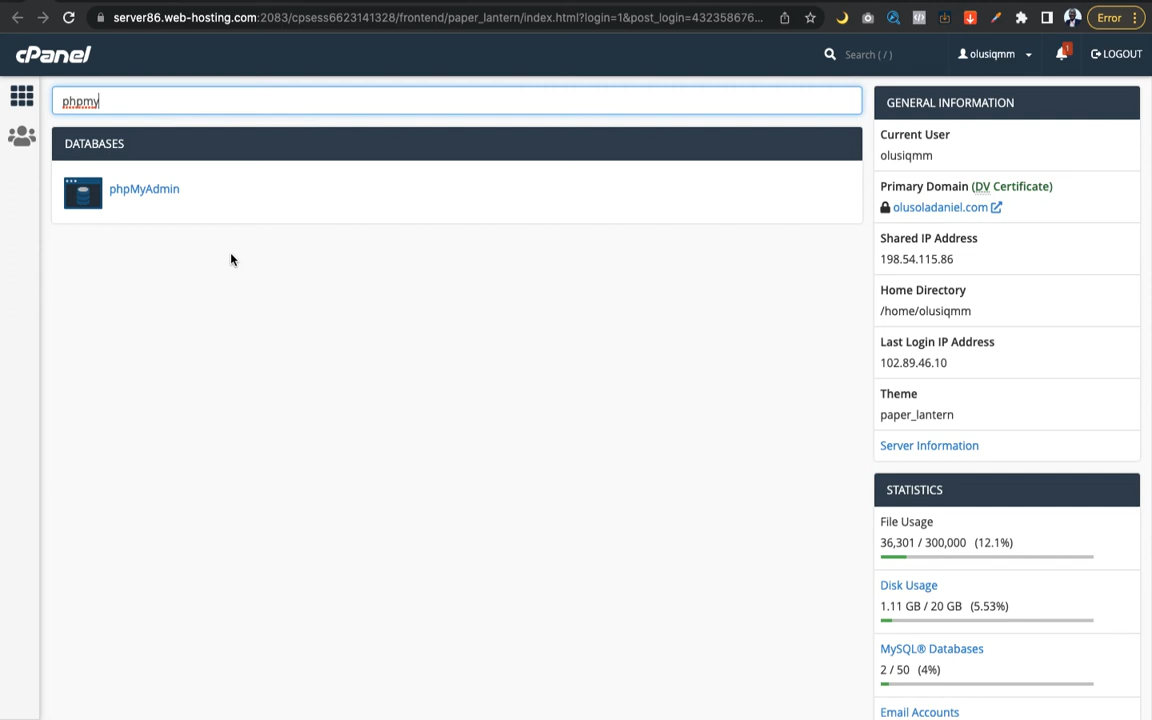 server86.web-hosting.com:2083/cpsess6623141328/frontend/paper_lantern/index.html?login=1&post_login=432358676...
Error
cPanel
Search ( / )
olusiqmm
1
LOGOUT
phpmy
DATABASES
phpMyAdmin
GENERAL INFORMATION
Current User
olusiqmm
Primary Domain (DV Certificate)
olusoladaniel.com
Shared IP Address
198.54.115.86
Home Directory
/home/olusiqmm
Last Login IP Address
102.89.46.10
Theme
paper_lantern
Server Information
STATISTICS
File Usage
36,301 / 300,000 (12.1%)
Disk Usage
1.11 GB / 20 GB (5.53%)
MySQL® Databases
2 / 50 (4%)
Email Accounts